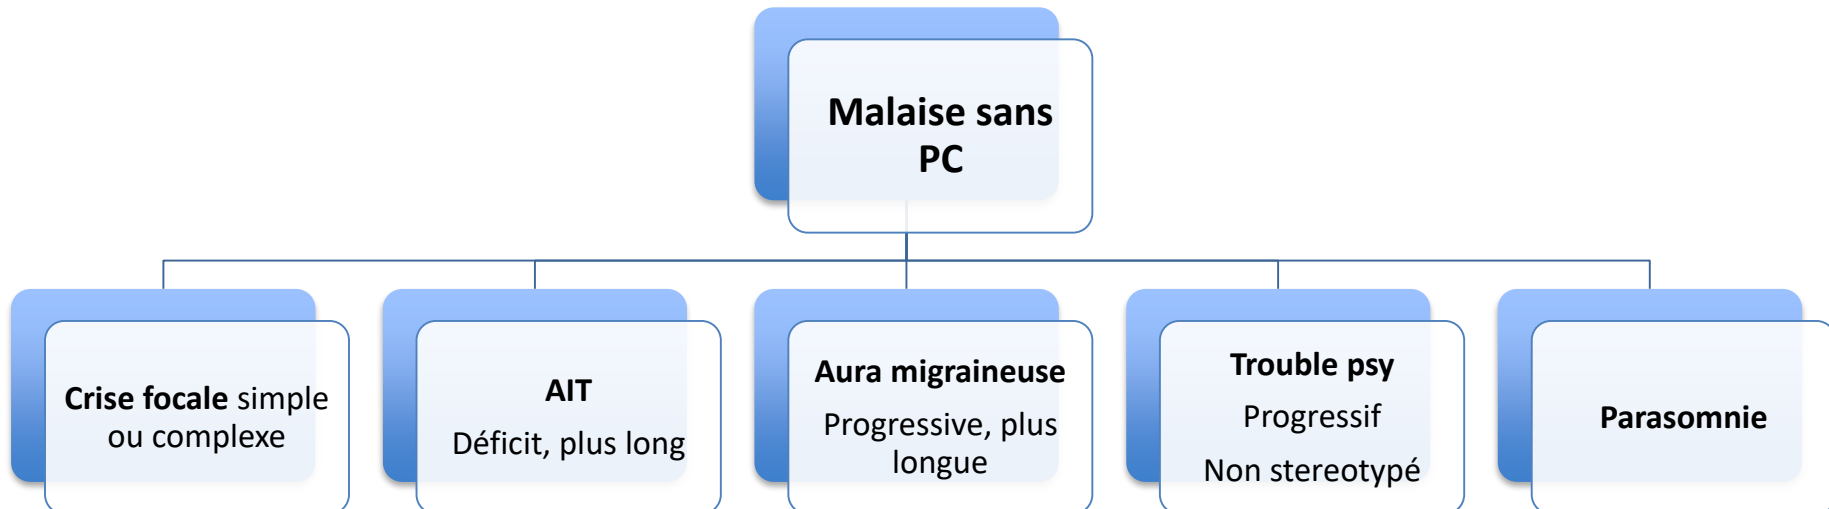 Malaise sans
PC
Crise focale simple
ou complexe
AIT
Déficit, plus long
Aura migraineuse
Progressive, plus
longue
Trouble psy
Progressif
Non stereotypé
Parasomnie